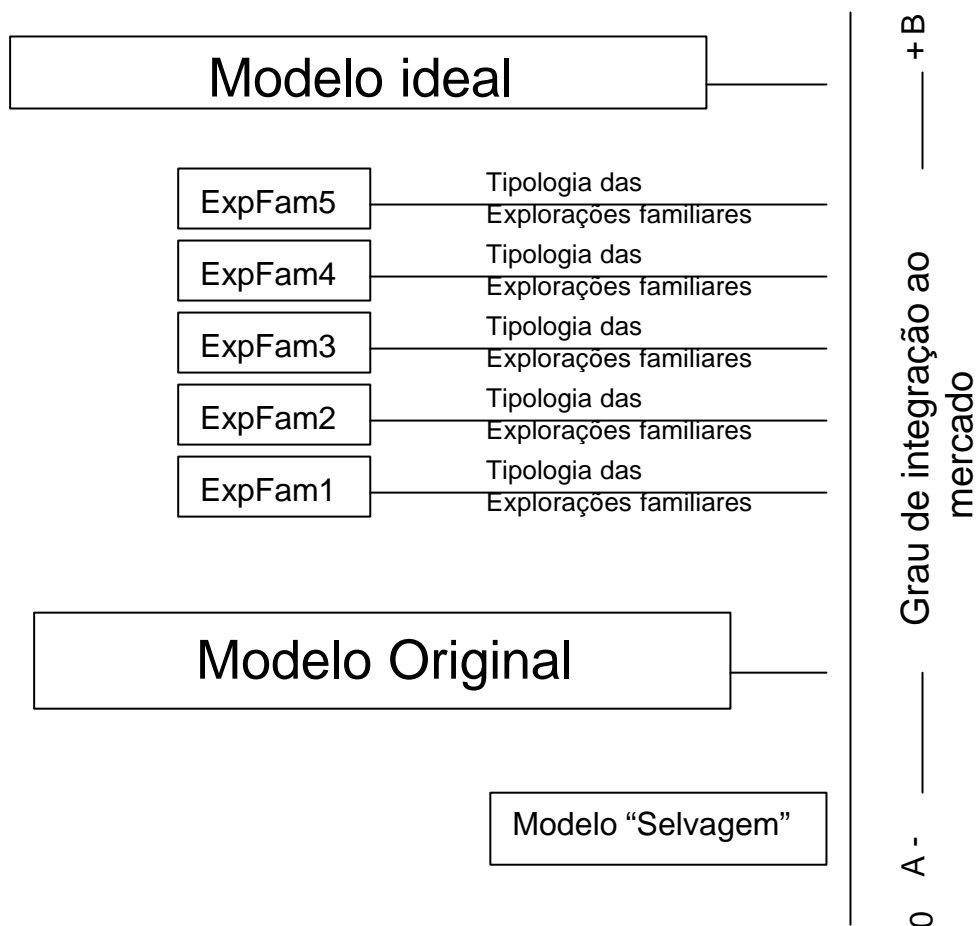 Modelo ideal
ExpFam5
Tipologia das
Explorações familiares
ExpFam4
Tipologia das
Explorações familiares
ExpFam3
Tipologia das
Explorações familiares
ExpFam2
Tipologia das
Explorações familiares
ExpFam1
Tipologia das
Explorações familiares
Modelo Original
Modelo “Selvagem”
0 A - Grau de integração ao + B
mercado